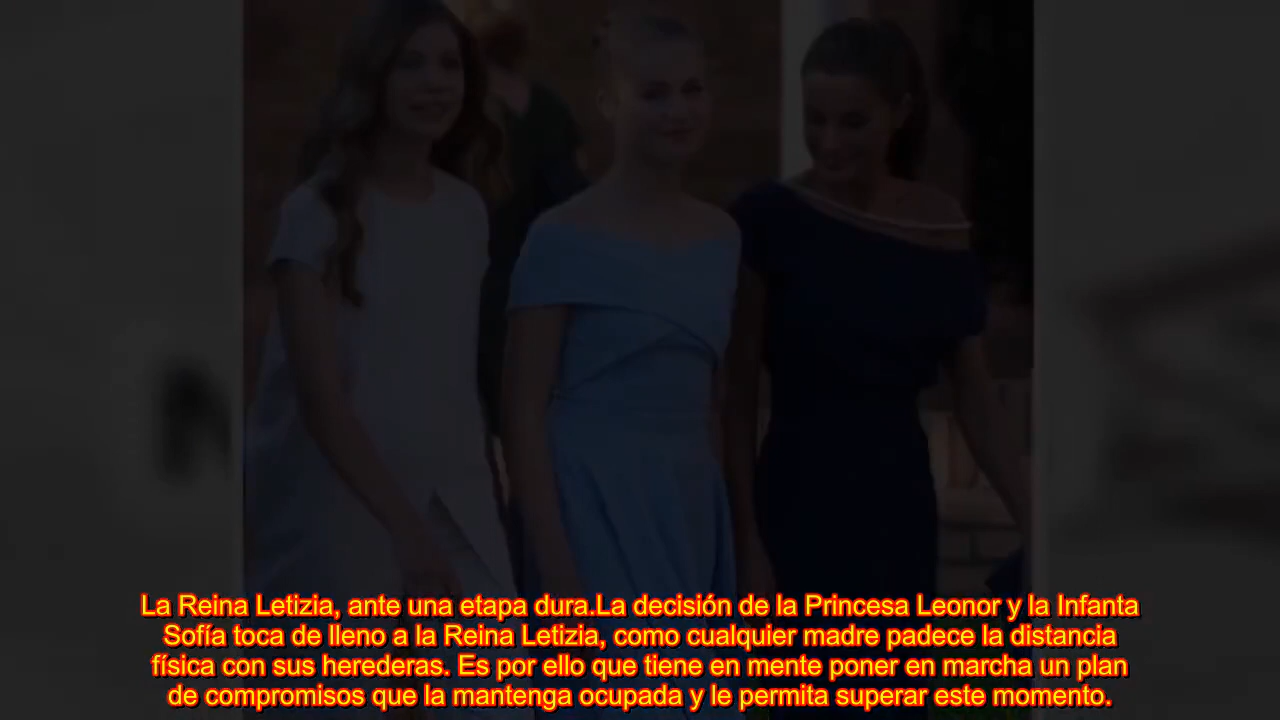 La Reina Letizia, ante una etapa dura.La decisión de la Princesa Leonor y la Infanta
Sofía toca de lleno a la Reina Letizia, como cualquier madre padece la distancia
física con sus herederas. Es por ello que tiene en mente poner en marcha un plan
de compromisos que la mantenga ocupada y le permita superar este momento.